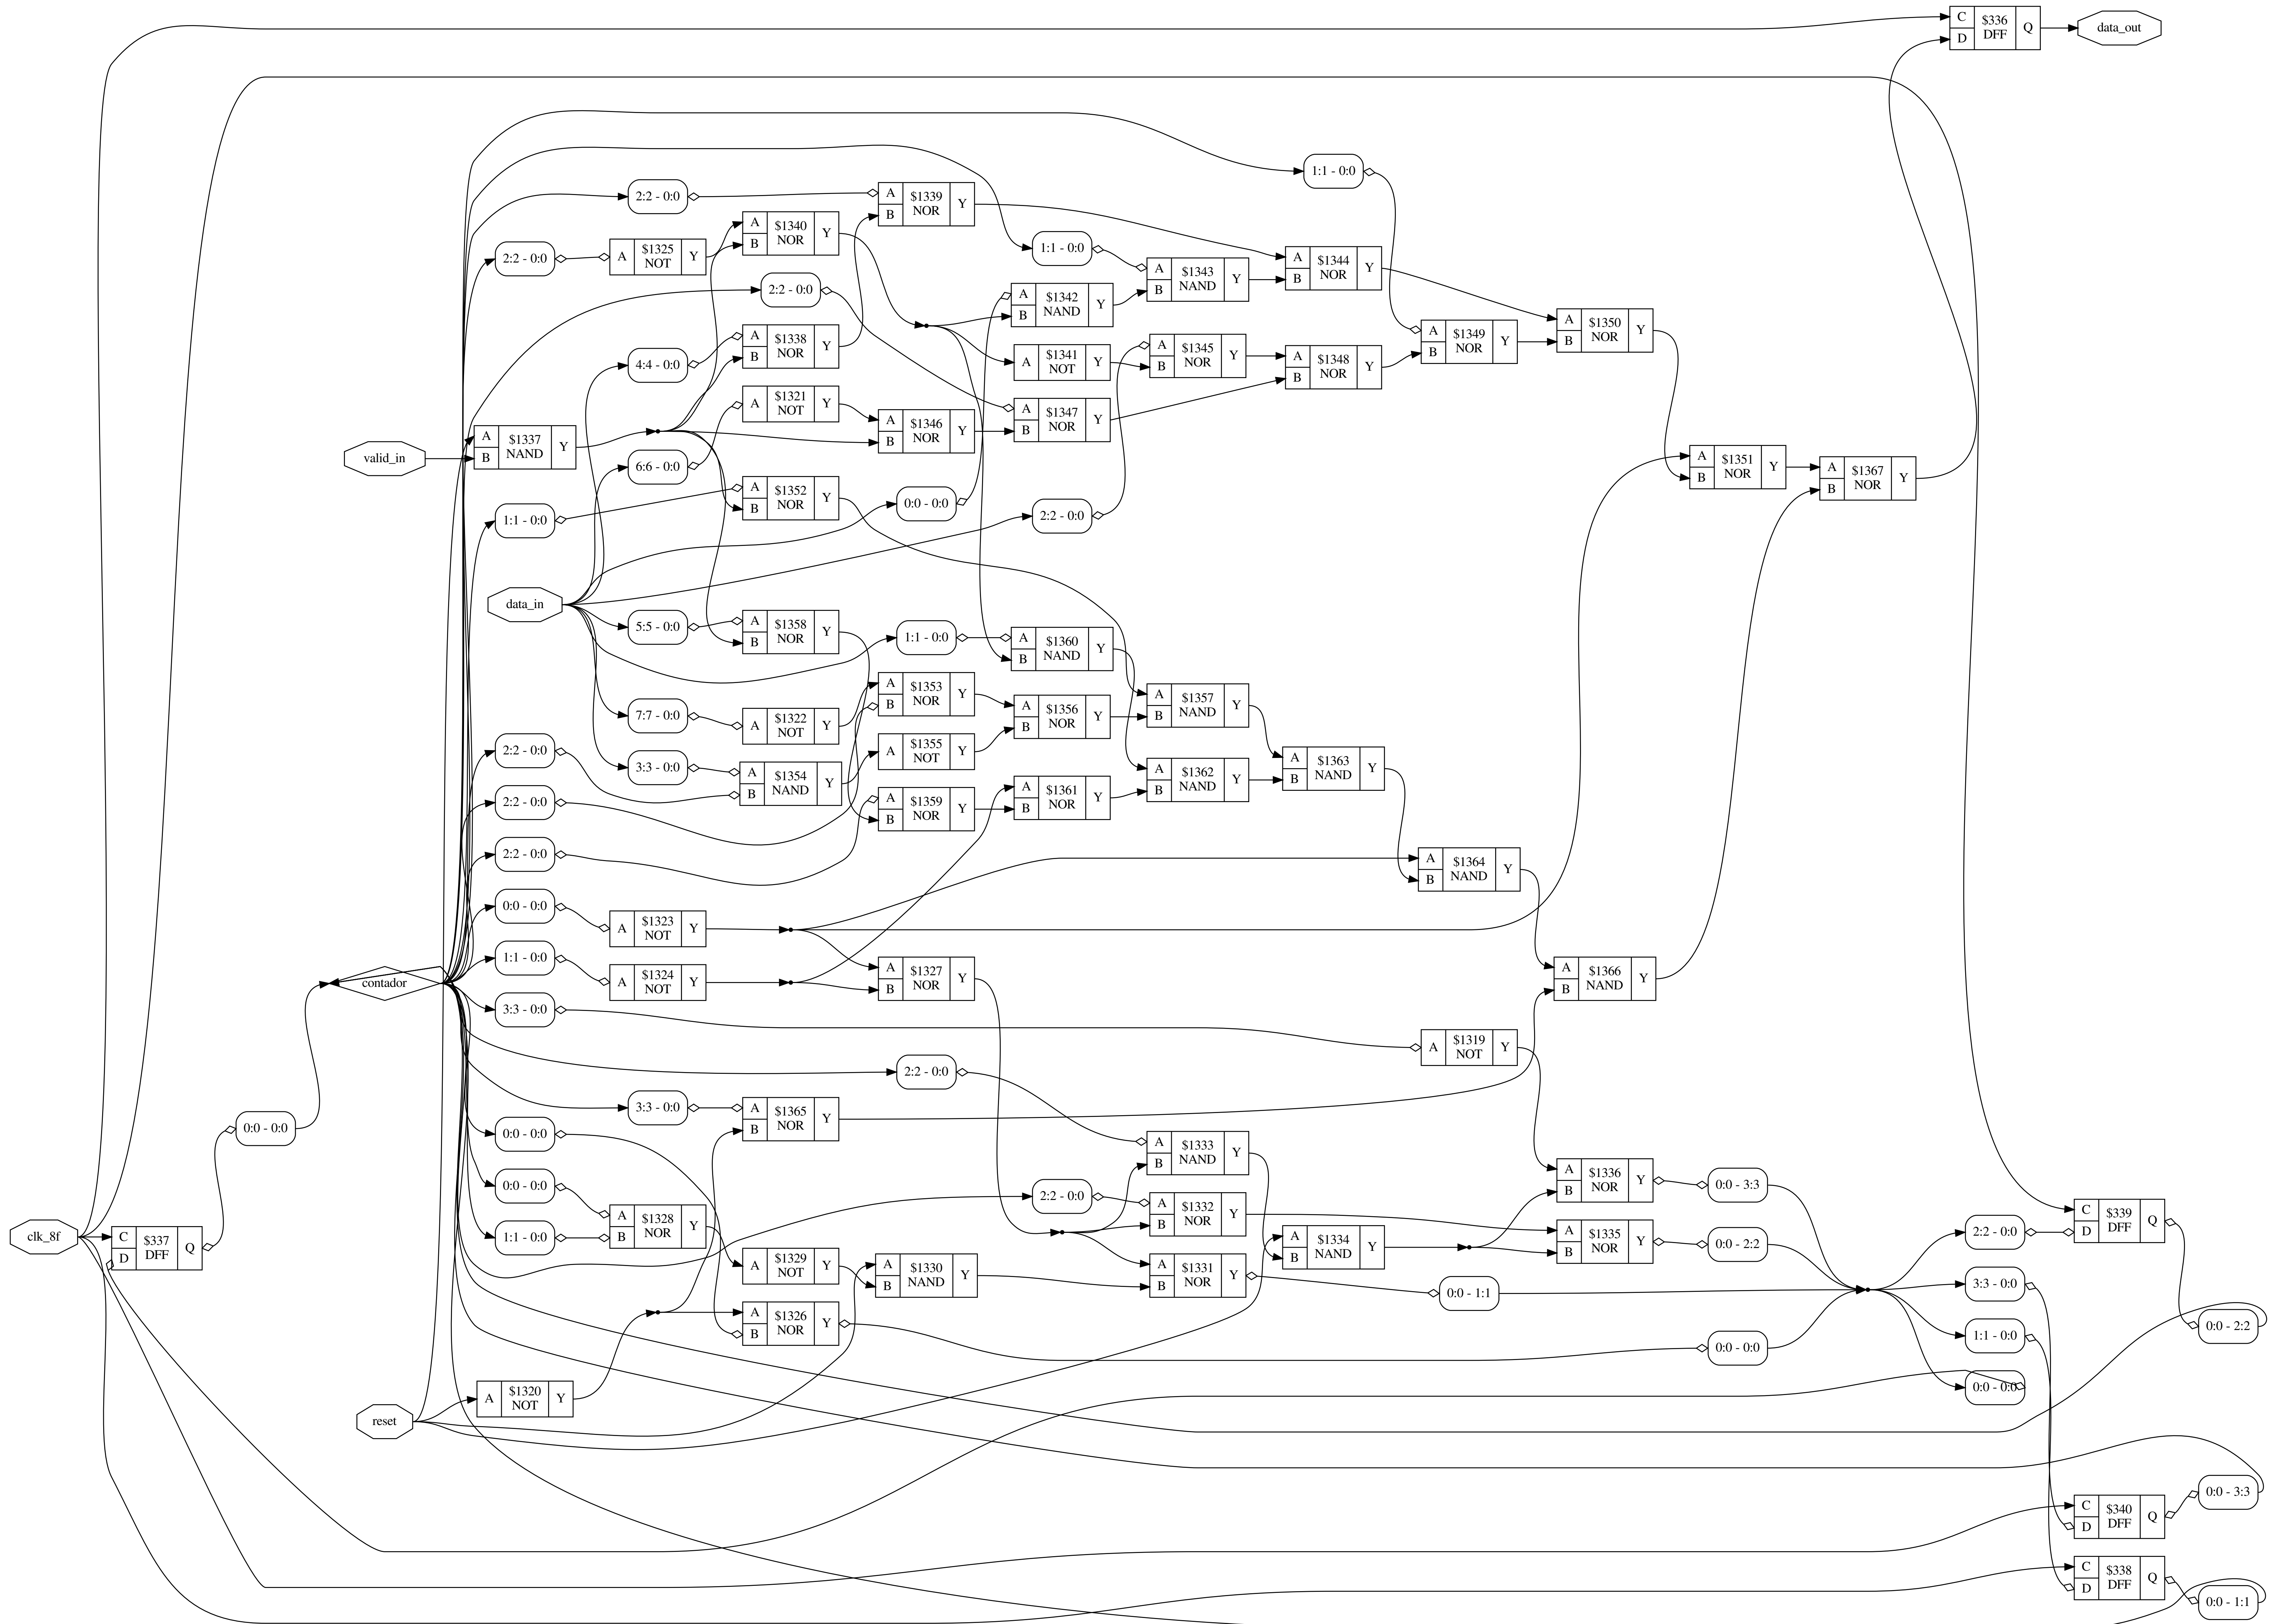 C $336 Q
D DFF
data_out
1:1 - 0:0
2:2 - 0:0
A $1339 Y
B NOR
A $1340 Y
B NOR
2:2 - 0:0
A $1325 Y
NOT
1:1 - 0:0
A $1343 Y
B NAND
A $1344 Y
B NOR
2:2 - 0:0
A $1342 Y
B NAND
A $1350 Y
B NOR
4:4 - 0:0
A $1338 Y
B NOR
A $1341 Y
NOT
A $1345 Y
B NOR
A $1348 Y
B NOR
A $1349 Y
B NOR
A $1321 Y
NOT
A $1346 Y
B NOR
A $1347 Y
B NOR
valid_in
A $1337 Y
B NAND
6:6 - 0:0
A $1351 Y
B NOR
A $1367 Y
B NOR
1:1 - 0:0
A $1352 Y
B NOR
0:0 - 0:0
2:2 - 0:0
data_in
5:5 - 0:0
A $1358 Y
B NOR
1:1 - 0:0
A $1360 Y
B NAND
7:7 - 0:0
A $1322 Y
NOT
A $1353 Y
B NOR
A $1356 Y
B NOR
A $1357 Y
B NAND
2:2 - 0:0
3:3 - 0:0
A $1354 Y
B NAND
A $1355 Y
NOT
A $1362 Y
B NAND
A $1363 Y
B NAND
2:2 - 0:0
A $1359 Y
B NOR
A $1361 Y
B NOR
2:2 - 0:0
A $1364 Y
B NAND
0:0 - 0:0
A $1323 Y
NOT
1:1 - 0:0
A $1324 Y
NOT
A $1327 Y
B NOR
A $1366 Y
B NAND
contador
3:3 - 0:0
A $1319 Y
NOT
2:2 - 0:0
3:3 - 0:0
A $1365 Y
B NOR
0:0 - 0:0
0:0 - 0:0
A $1333 Y
B NAND
0:0 - 0:0
2:2 - 0:0
A $1332 Y
B NOR
A $1336 Y
B NOR
0:0 - 3:3
clk_8f
C $337 Q
D DFF
1:1 - 0:0
A $1328 Y
B NOR
A $1329 Y
NOT
A $1330 Y
B NAND
A $1331 Y
B NOR
A $1334 Y
B NAND
A $1335 Y
B NOR
0:0 - 2:2
2:2 - 0:0
C $339 Q
D DFF
0:0 - 1:1
3:3 - 0:0
A $1326 Y
B NOR
0:0 - 0:0
1:1 - 0:0
0:0 - 2:2
0:0 - 0:0
reset
A $1320 Y
NOT
0:0 - 3:3
C $340 Q
D DFF
C $338 Q
D DFF
0:0 - 1:1